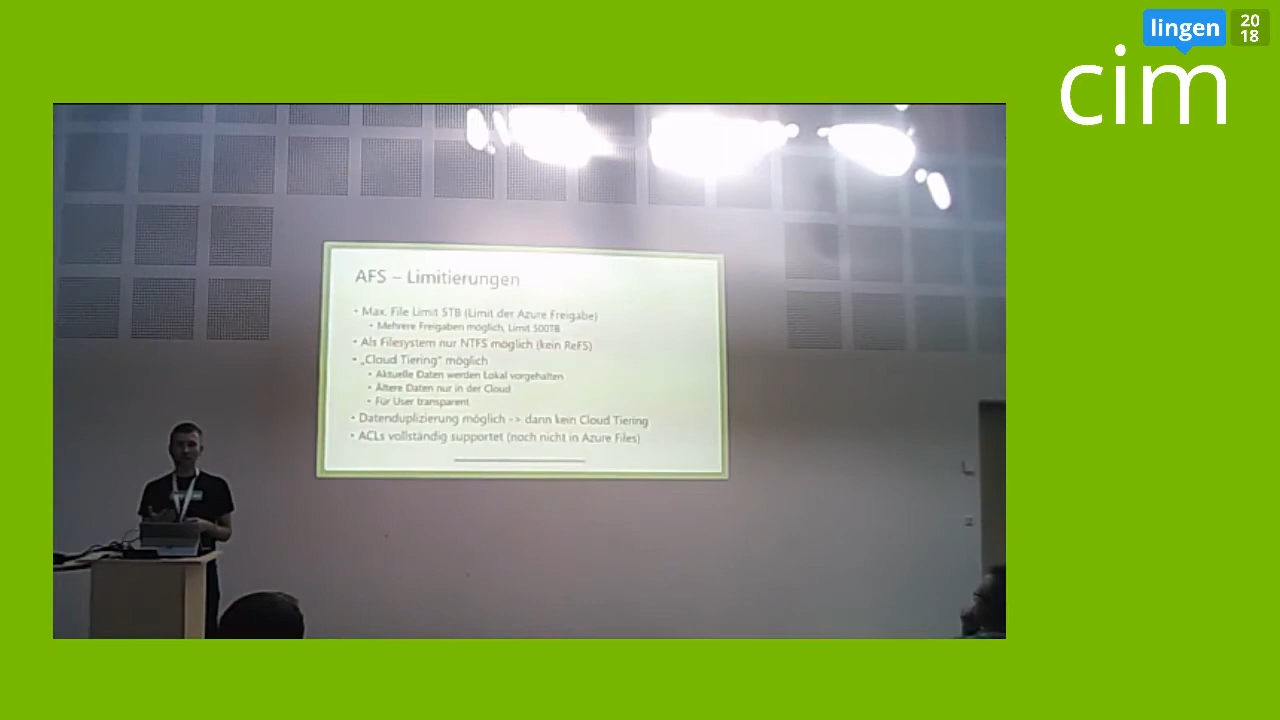 lingen
20
18
cim
AFS – Limitierungen
• Max. File Limit 5TB (Limit der Azure Freigabe)
• Mehrere Freigaben möglich, Limit 500TB
• Als Filesystem nur NTFS möglich (kein ReFS)
• „Cloud Tiering" möglich
• Aktuelle Daten werden Lokal vorgehalten
• Ältere Daten nur in der Cloud
• Für User transparent
• Datenduplizierung möglich -> dann kein Cloud Tiering
• ACLs vollständig supportet (noch nicht in Azure Files)